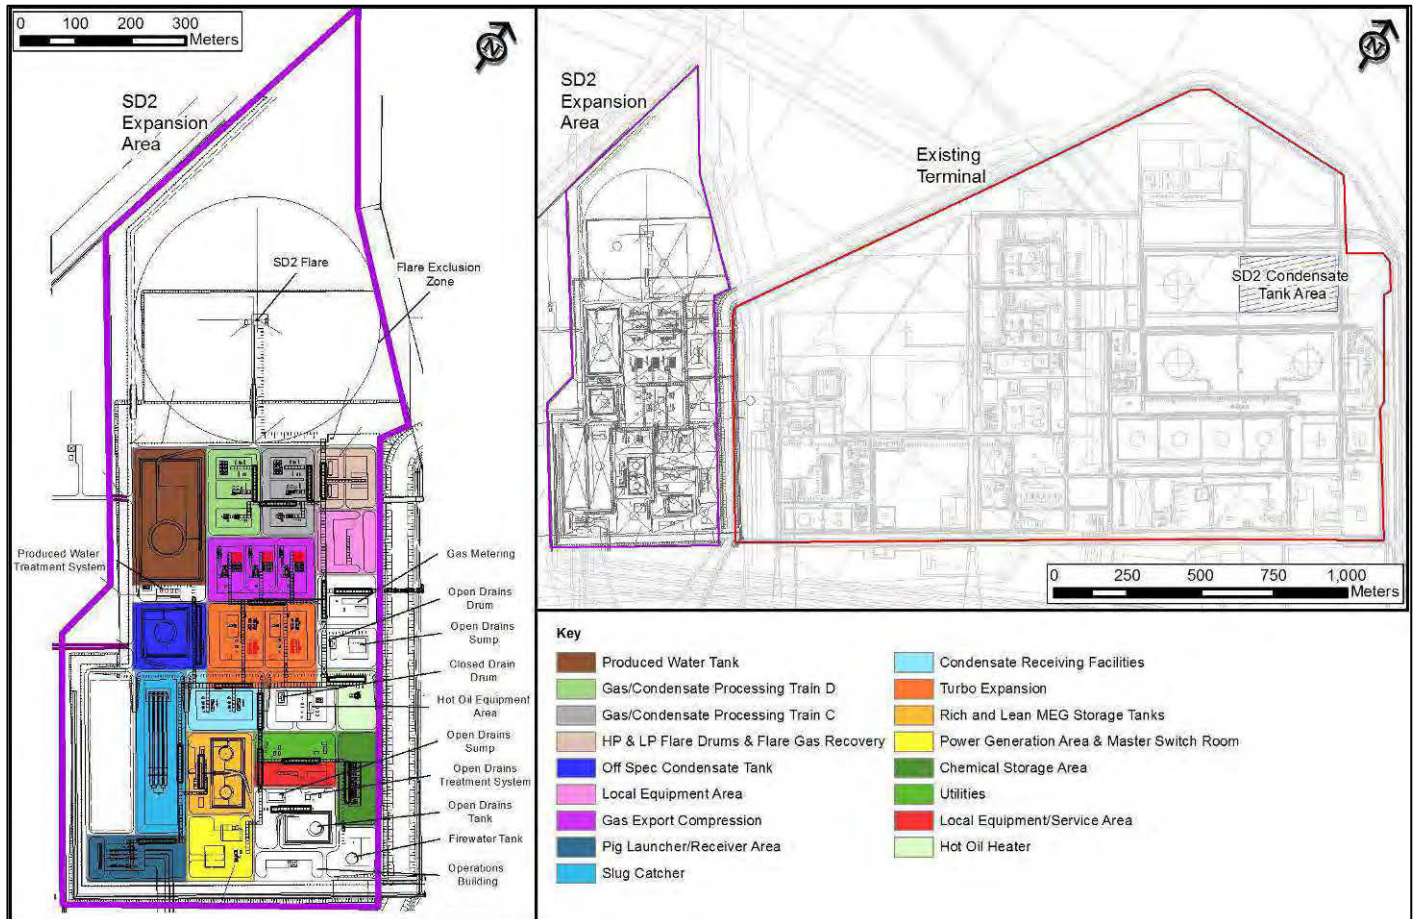 0 100 200 300
Meters
N
SD2
Expansion
Area
SD2 Flare
Flare Exclusion
Zone
Produced Water
Treatment System
Gas Metering
Open Drains
Drum
Open Drains
Sump
Closed Drain
Drum
Hot Oil Equipment
Area
Open Drains
Sump
Open Drains
Treatment System
Open Drains
Tank
Firewater Tank
Operations
Building
SD2
Expansion
Area
Existing
Terminal
N
SD2 Condensate
Tank Area
0 250 500 750 1,000
Meters
Key
Produced Water Tank
Gas/Condensate Processing Train D
Gas/Condensate Processing Train C
HP & LP Flare Drums & Flare Gas Recovery
Off Spec Condensate Tank
Local Equipment Area
Gas Export Compression
Pig Launcher/Receiver Area
Slug Catcher
Condensate Receiving Facilities
Turbo Expansion
Rich and Lean MEG Storage Tanks
Power Generation Area & Master Switch Room
Chemical Storage Area
Utilities
Local Equipment/Service Area
Hot Oil Heater